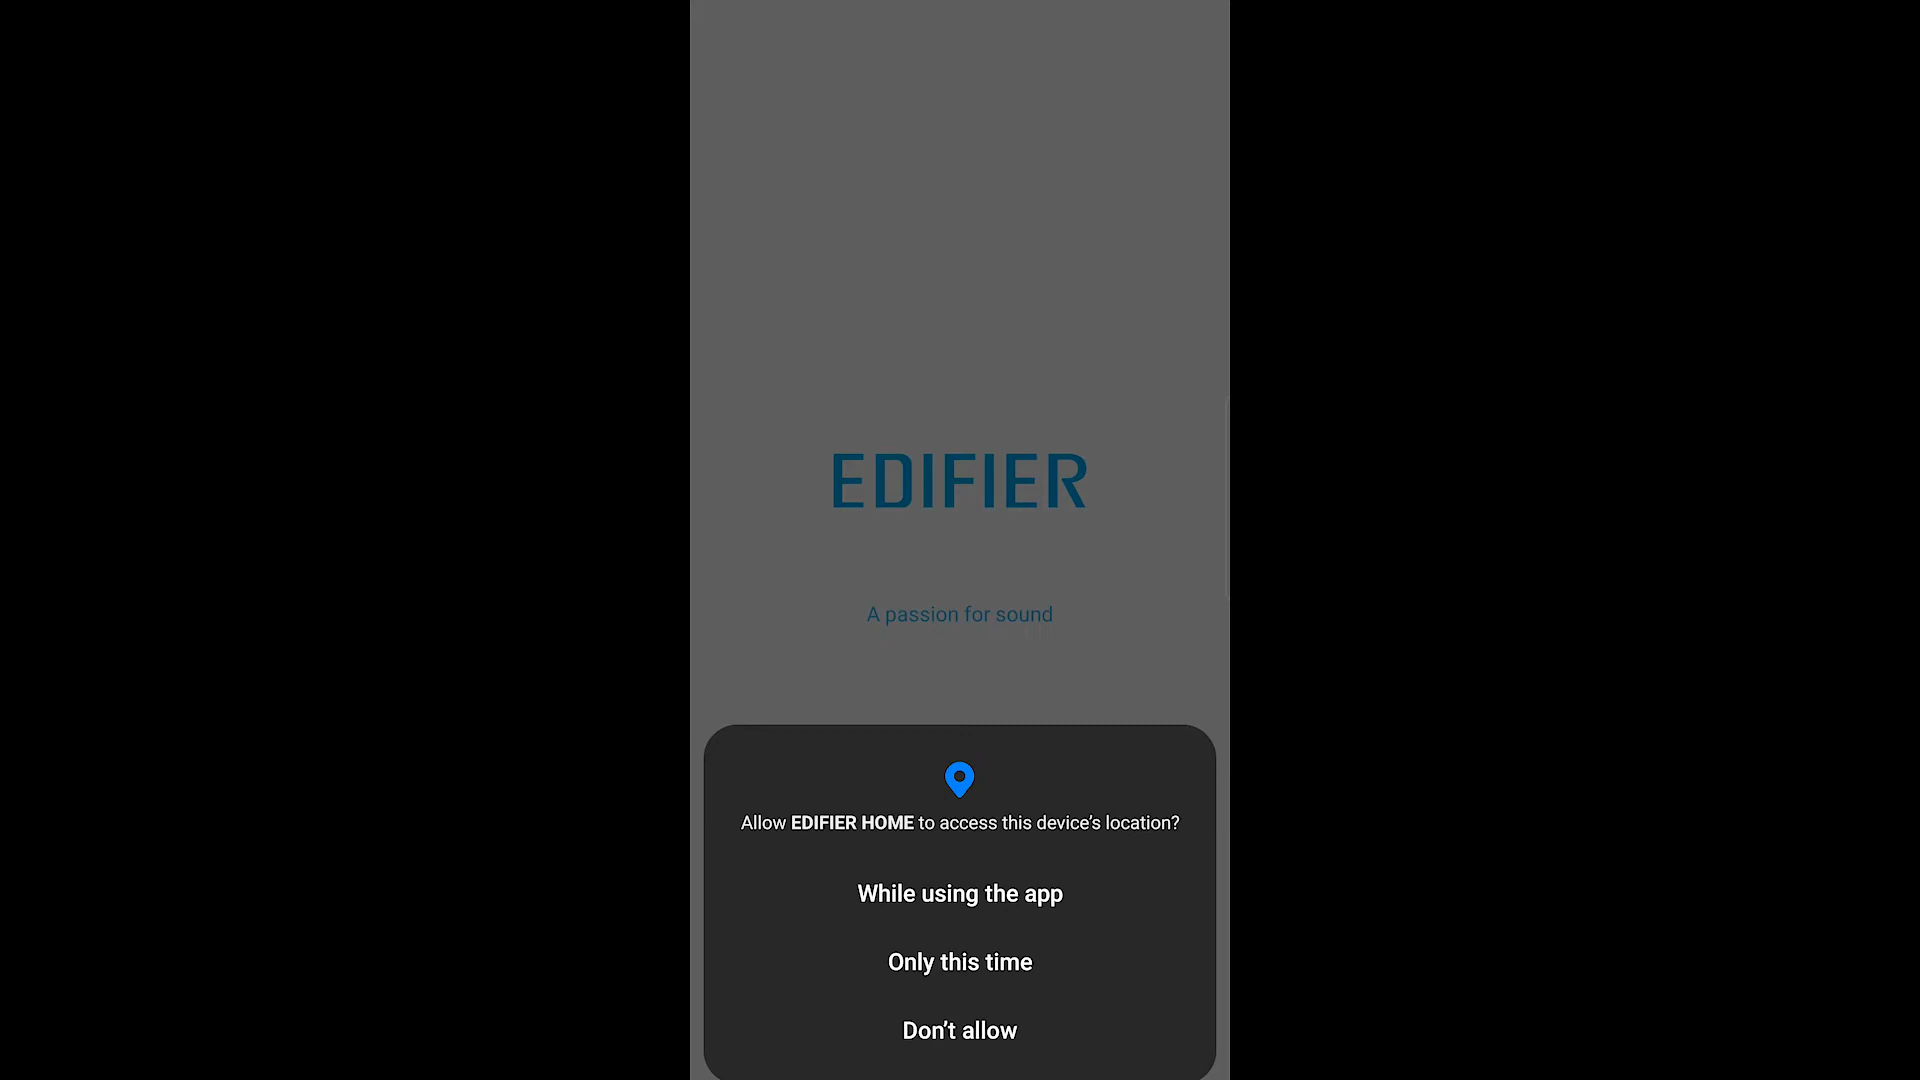 EDIFIER
A passion for sound
Allow EDIFIER HOME to access this device’s location?
While using the app
Only this time
Don’t allow